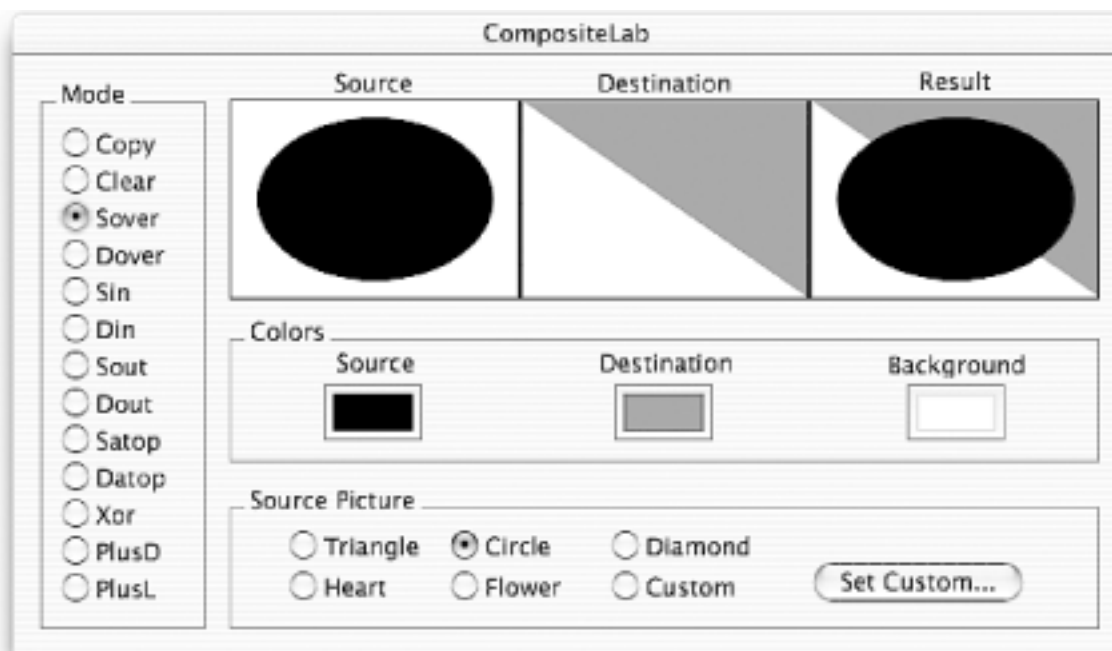 CompositeLab
Mode
Copy
Clear
Sover
Dover
Sin
Din
Sout
Dout
Satop
Datop
Xor
PlusD
PlusL
Source Destination Result
Colors
Source Destination Background
Source Picture
Triangle Circle Diamond
Heart Flower Custom
Set Custom...